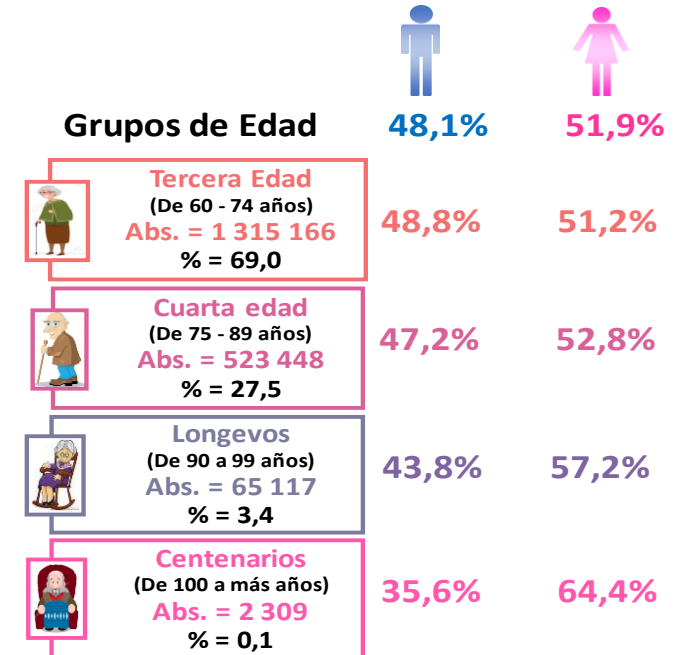 Grupos de Edad 48,1% 51,9%
Tercera Edad
(De 60 - 74 años)
Abs. = 1 315 166
% = 69,0
48,8% 51,2%
Cuarta edad
(De 75 - 89 años)
Abs. = 523 448
% = 27,5
47,2% 52,8%
Longevos
(De 90 a 99 años)
Abs. = 65 117
% = 3,4
43,8% 57,2%
Centenarios
(De 100 a más años)
Abs. = 2 309
% = 0,1
35,6% 64,4%